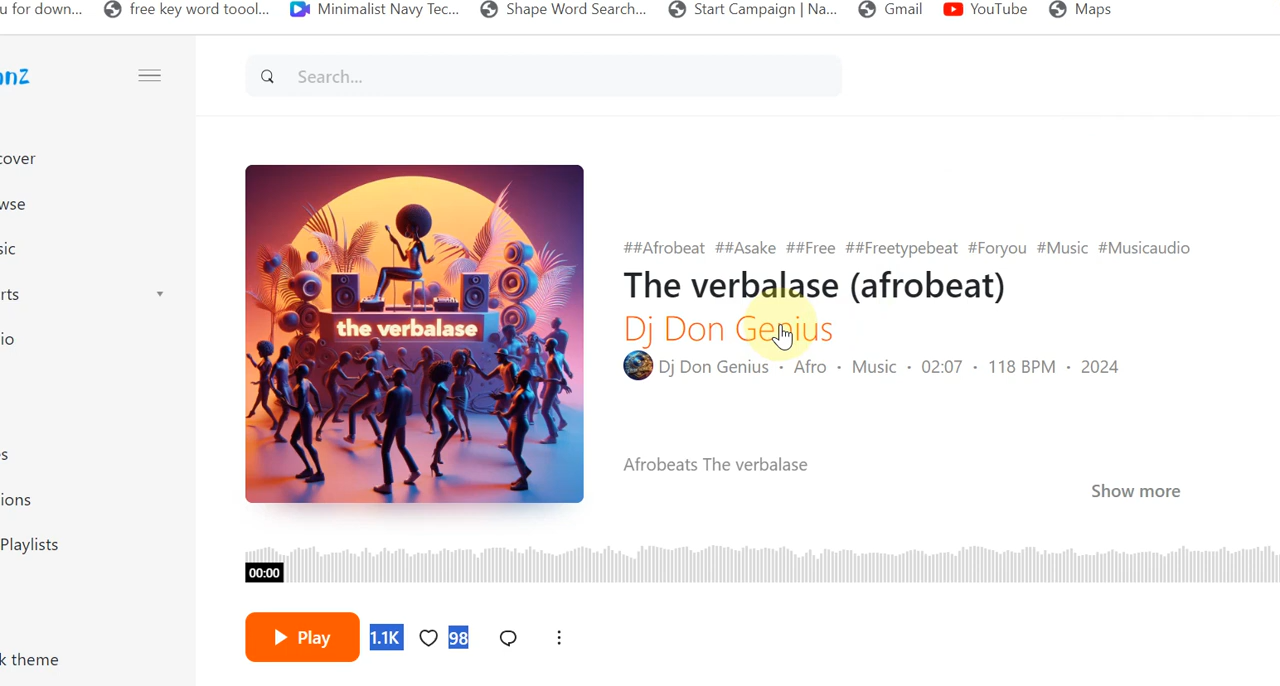 u for down... free key word toool... Minimalist Navy Tec... Shape Word Search... Start Campaign | Na... Gmail YouTube Maps
onz
Search...
cover
wse
sic
rts
io
s
ions
Playlists
k theme
the verbalase
##Afrobeat ##Asake ##Free ##Freetypebeat #Foryou #Music #Musicaudio
The verbalase (afrobeat)
Dj Don Genius
Dj Don Genius · Afro · Music · 02:07 · 118 BPM · 2024
Afrobeats The verbalase
Show more
00:00
Play 1.1K 98